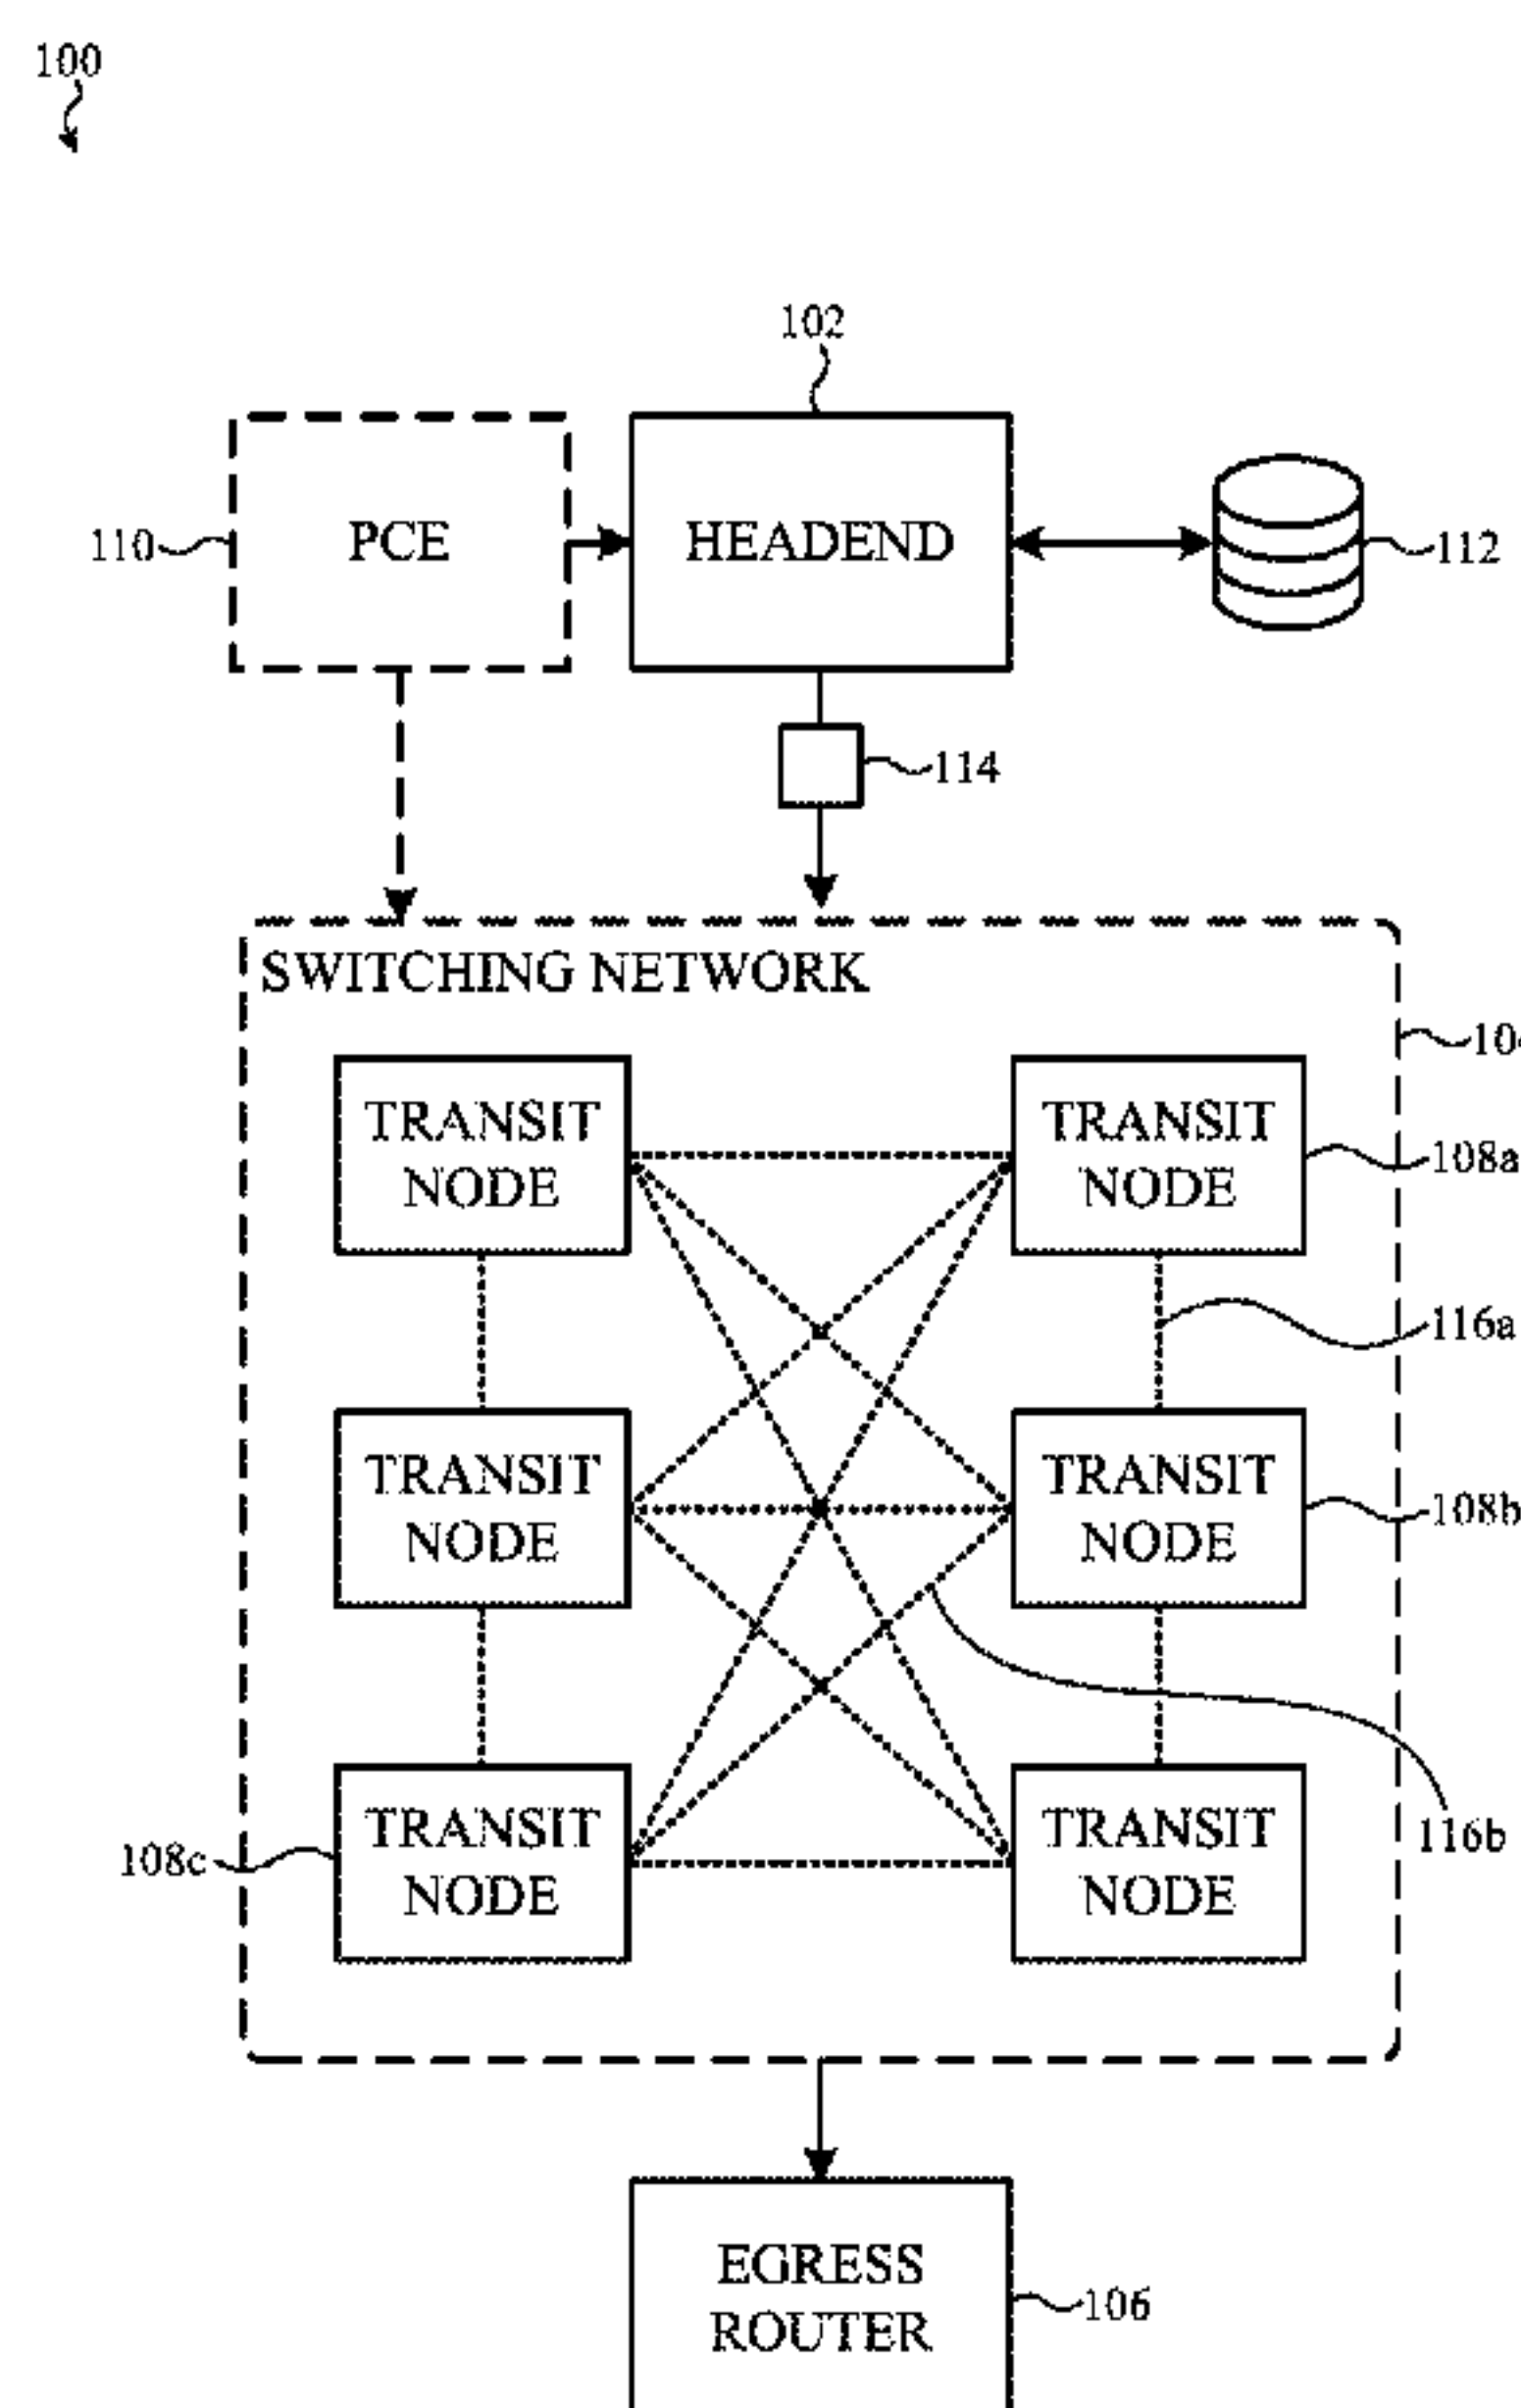 100
102
PCE
HEADEND
110
112
114
SWITCHING NETWORK
10
TRANSIT
NODE
TRANSIT
NODE
108a
116a
TRANSIT
NODE
TRANSIT
NODE
108b
TRANSIT
NODE
TRANSIT
NODE
108c
116b
EGRESS
ROUTER
106